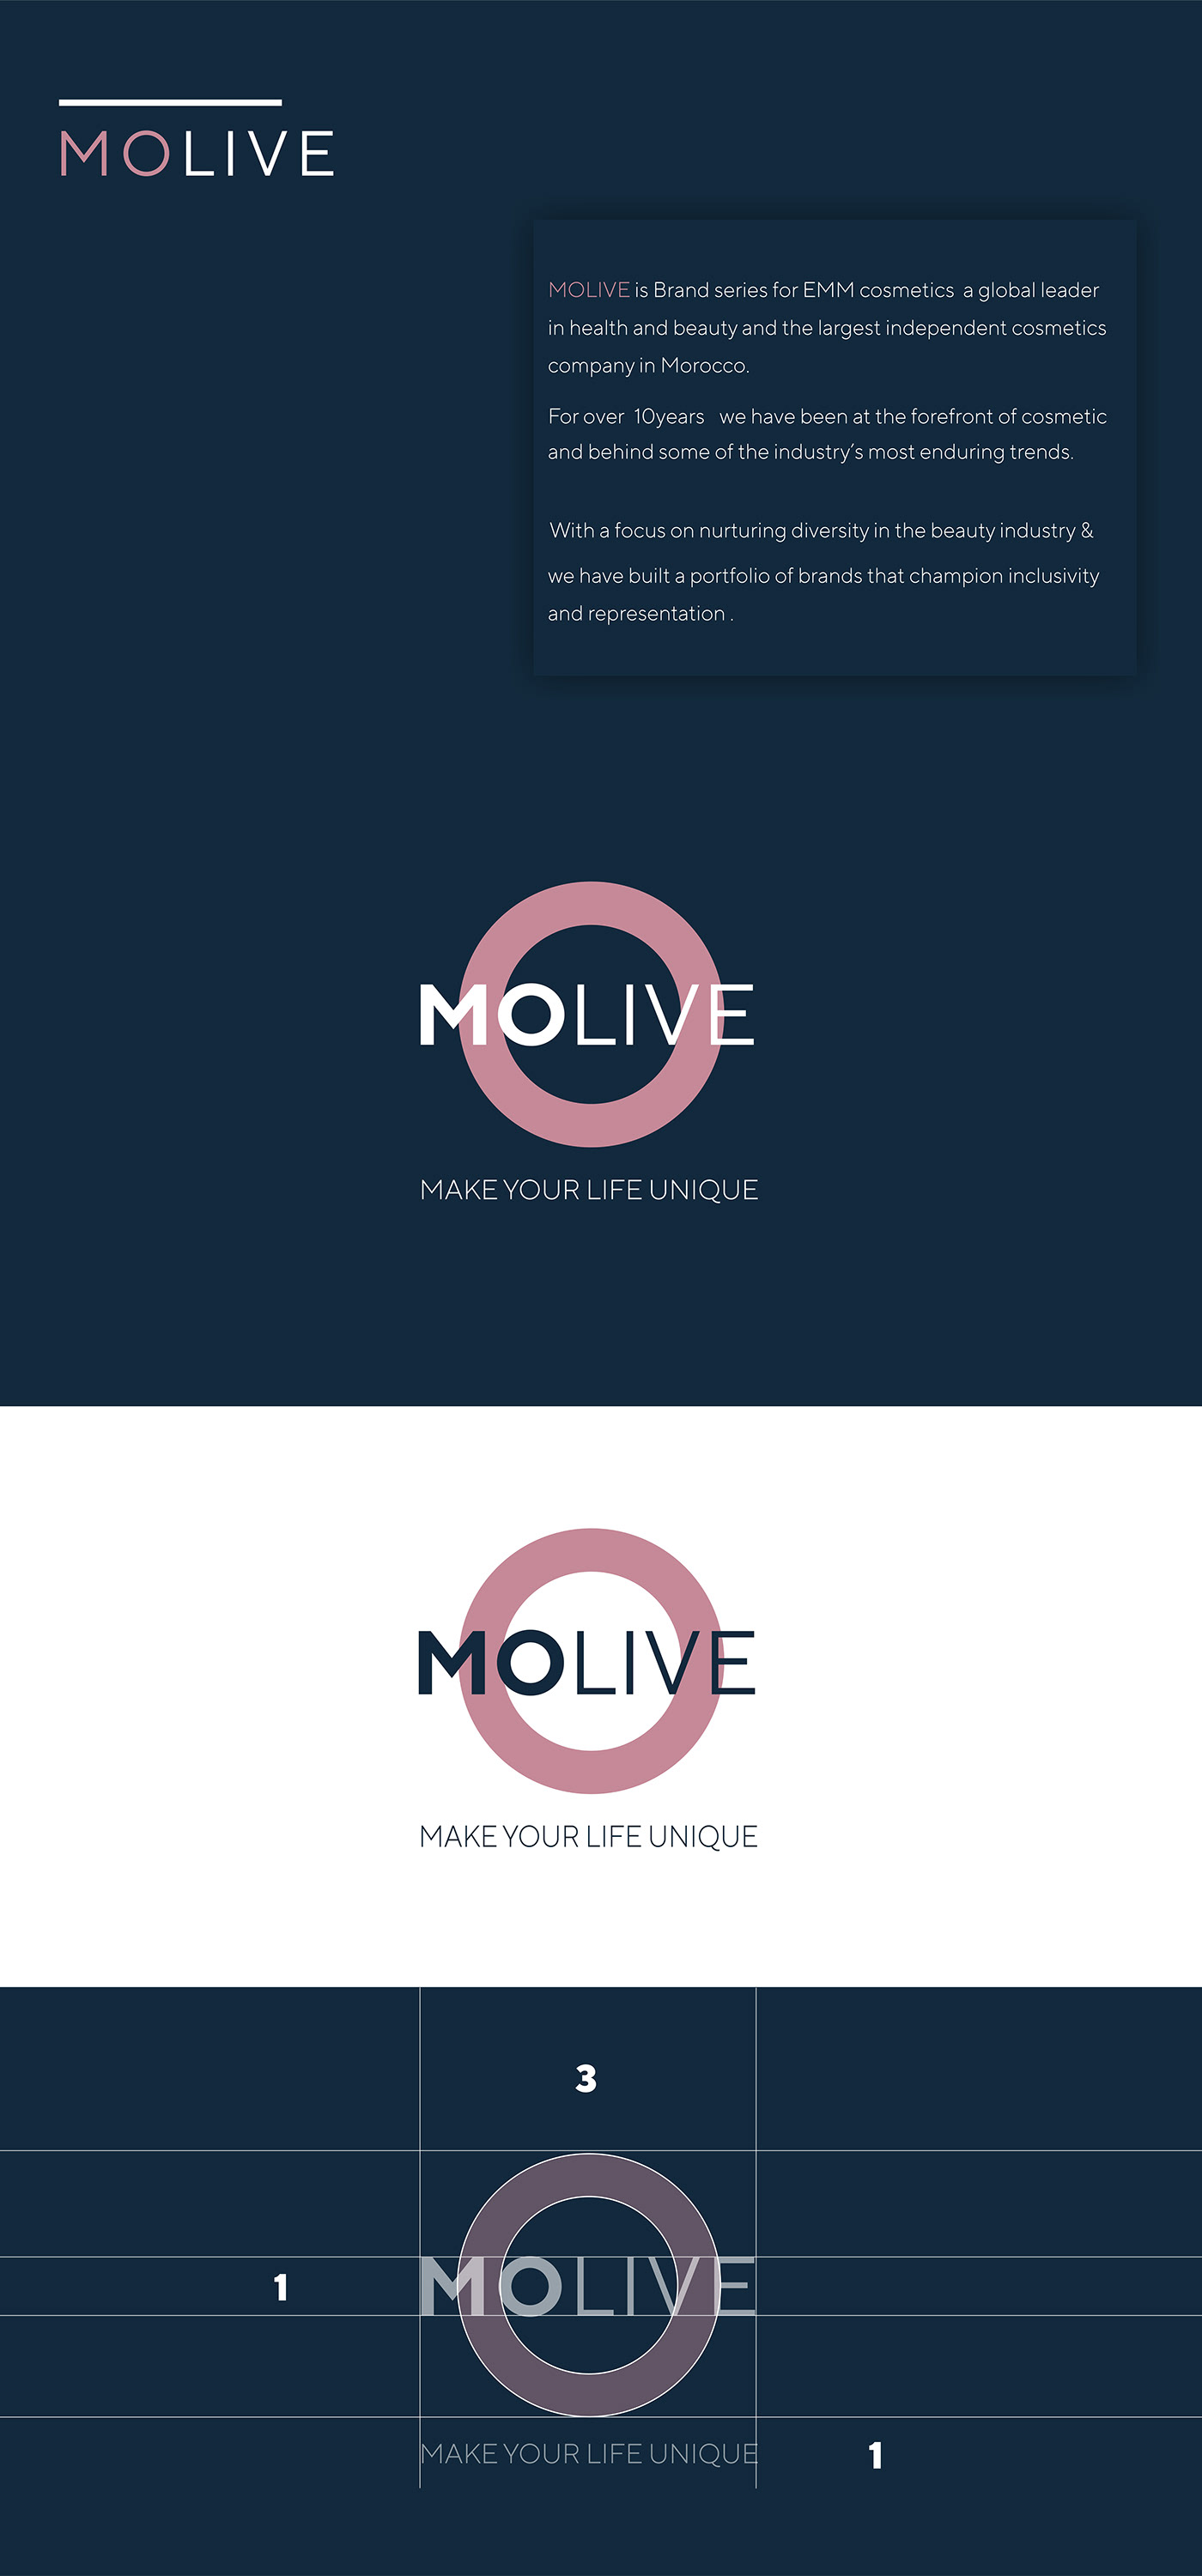 MOLIVE
MOLIVE is Brand series for EMM cosmetics a global leader
in health and beauty and the largest independent cosmetics
company in Morocco.
For over 10years we have been at the forefront of cosmetic
and behind some of the industry's most enduring trends.
With a focus on nurturing diversity in the beauty industry &
we have built a portfolio of brands that champion inclusivity
and representation .
MOLIVE
MAKE YOUR LIFE UNIQUE
MOLIVE
MAKE YOUR LIFE UNIQUE
3
1
MOLIVE
MAKE YOUR LIFE UNIQUE
1